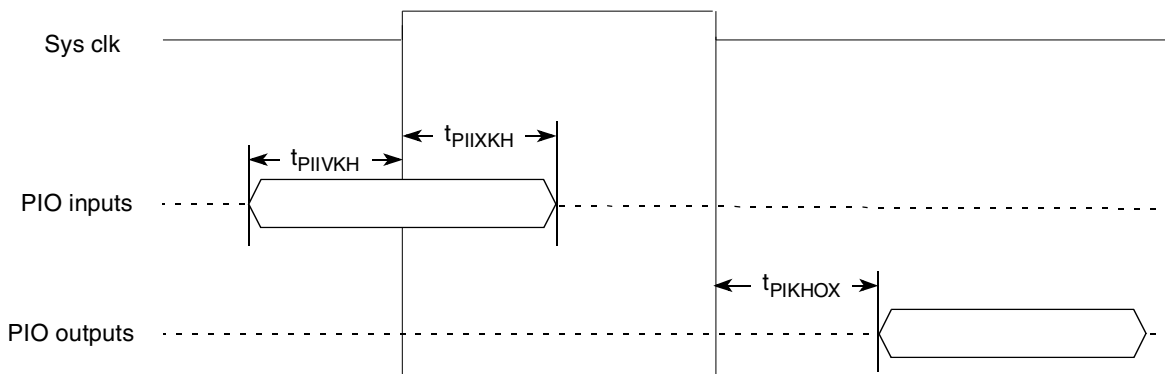 Sys clk
tPIIXKH
tPIIVKH
PIO inputs
tPIKHOX
PIO outputs